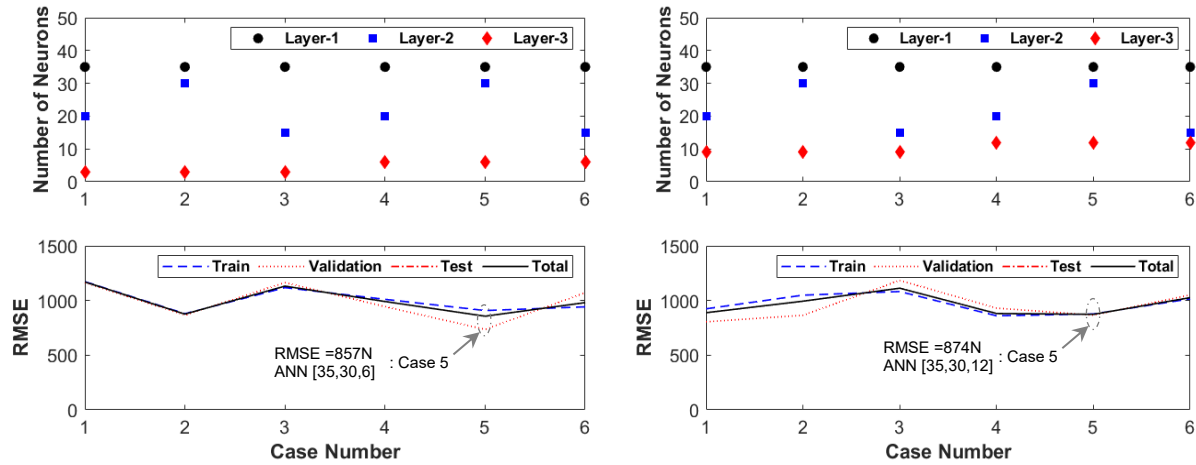 Number of Neurons
50
40
30
20
10
0
Layer-1 Layer-2 Layer-3
1 2 3 4 5 6
RMSE
1500
1000
500
0
Train Validation Test Total
RMSE =857N
ANN [35,30,6]
: Case 5
1 2 3 4 5 6
Case Number
Number of Neurons
50
40
30
20
10
0
Layer-1 Layer-2 Layer-3
1 2 3 4 5 6
RMSE
1500
1000
500
0
Train Validation Test Total
RMSE =874N
ANN [35,30,12]
: Case 5
1 2 3 4 5 6
Case Number